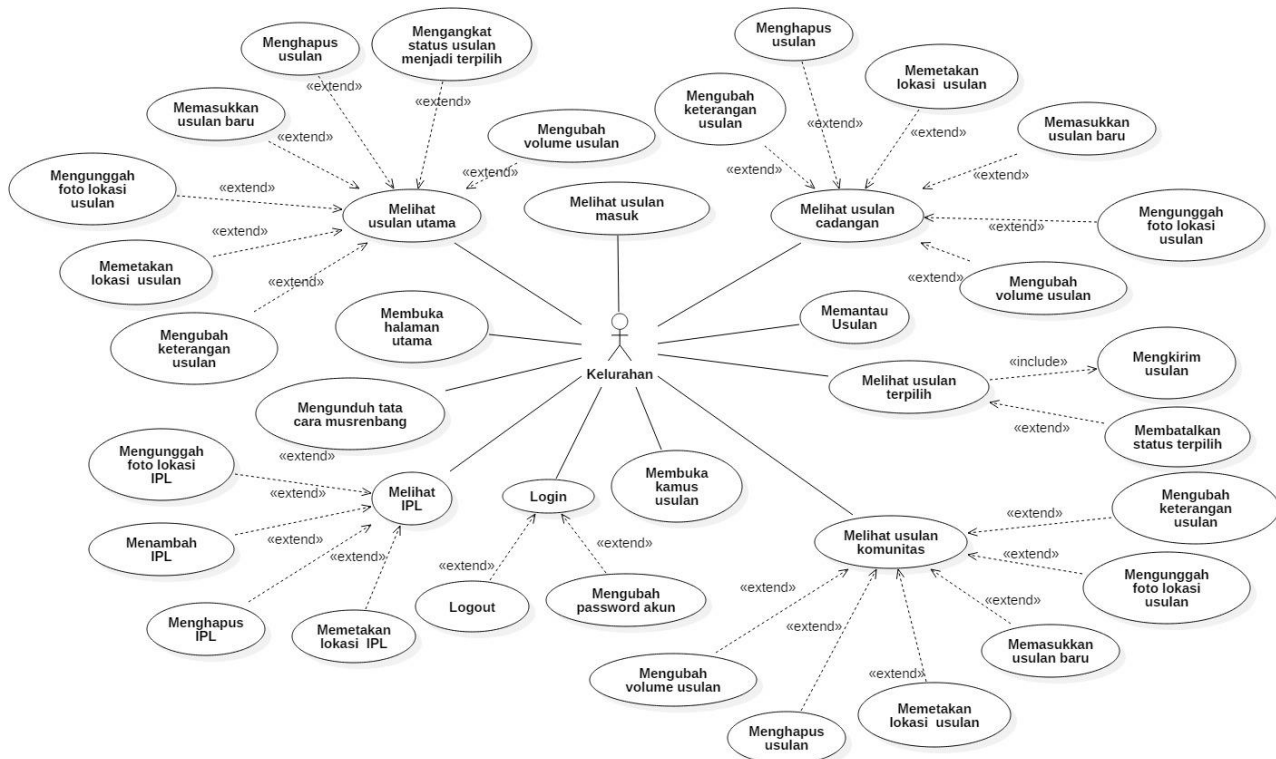 Menghapus
usulan
Mengangkat
status usulan
menjadi terpilih
«extend»
«extend»
Memasukkan
usulan baru
«extend»
Mengubah
volume usulan
«extend»
Mengunggah
foto lokasi
usulan
«extend»
Melihat
usulan utama
«extend»
Memetakan
lokasi usulan
«extend»
Mengubah
keterangan
usulan
Melihat usulan
masuk
Menghapus
usulan
Memetakan
lokasi usulan
Mengubah
keterangan
usulan
«extend»
«extend»
Memasukkan
usulan baru
«extend»
«extend»
Melihat usulan
cadangan
Mengunggah
foto lokasi
usulan
«extend»
«extend»
Mengubah
volume usulan
Membuka
halaman
utama
Memantau
Usulan
Kelurahan
Melihat usulan
terpilih
«include»
Mengkirim
usulan
«extend»
Membatalkan
status terpilih
Mengunduh tata
cara musrenbang
«extend»
Mengunggah
foto lokasi
IPL
«extend»
Melihat
IPL
Menambah
IPL
«extend»
«extend»
Menghapus
IPL
Memetakan
lokasi IPL
Login
«extend»
«extend»
Logout
Mengubah
password akun
Membuka
kamus
usulan
Melihat usulan
komunitas
Mengubah
keterangan
usulan
«extend»
«extend»
Mengunggah
foto lokasi
usulan
«extend»
«extend»
«extend»
Memasukkan
usulan baru
Mengubah
volume usulan
«extend»
Memetakan
lokasi usulan
Menghapus
usulan